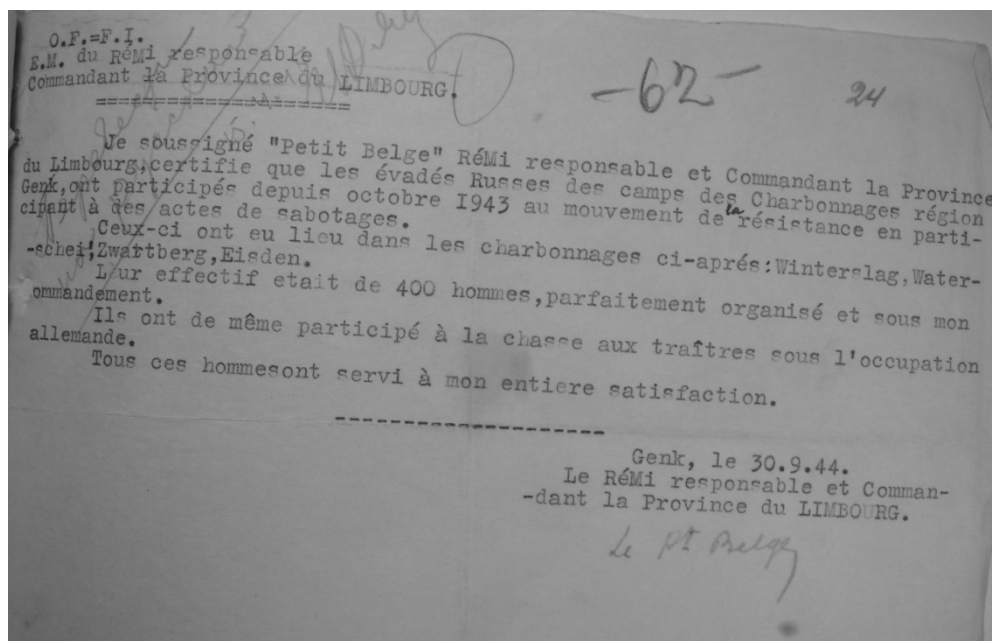 O.F.=F.I.
E.M. du RéMi responsable
Commandant la Province du LIMBOURG.
====================
-62-
24
Je soussigné "Petit Belge" RéMi responsable et Commandant la Province
du Limbourg,certifie que les évadés Russes des camps des Charbonnages région
Genk,ont participés depuis octobre I943 au mouvement de la résistance en parti-
cipant à des actes de sabotages.
Ceux-ci ont eu lieu dans les charbonnages ci-aprés:Winterslag,Water-
-schei,Zwartberg,Eisden.
L'ur effectif etait de 400 hommes,parfaitement organisé et sous mon
ommandement.
Ils ont de même participé à la chasse aux traîtres sous l'occupation
allemande.
Tous ces hommesont servi à mon entiere satisfaction.
--------------------
Genk, le 30.9.44.
Le RéMi responsable et Comman-
-dant la Province du LIMBOURG.
Le Pt Belge